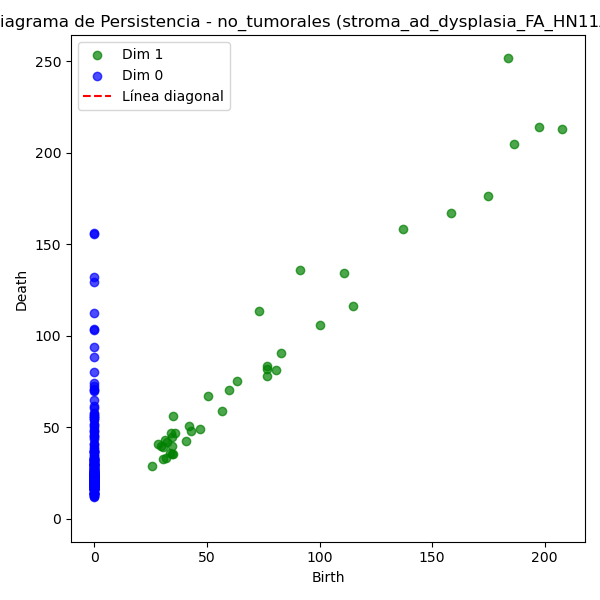 iagrama de Persistencia - no_tumorales (stroma_ad_dysplasia_FA_HN11
Dim 1
Dim 0
Línea diagonal
250
200
150
100
50
0
Death
0 50 100 150 200
Birth